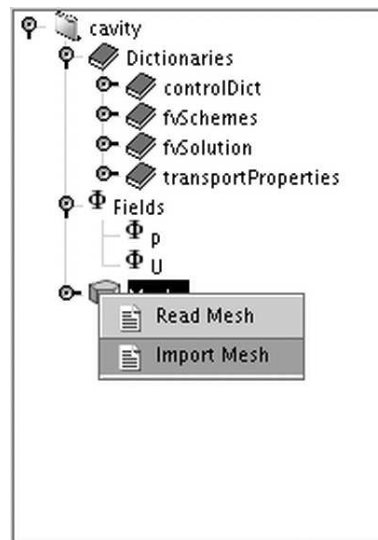 cavity
Dictionaries
controlDict
fvSchemes
fvSolution
transportProperties
Φ Fields
Φ p
Φ U
Read Mesh
Import Mesh